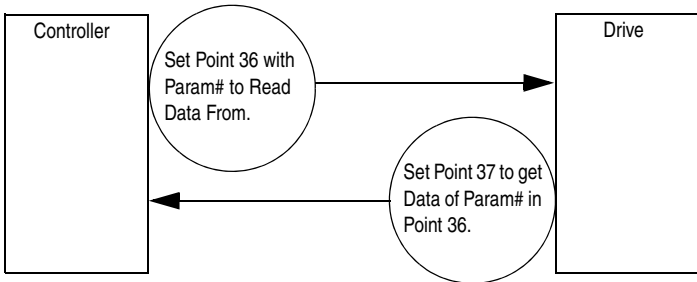 Controller
Drive
Set Point 36 with
Param# to Read
Data From.
Set Point 37 to get
Data of Param# in
Point 36.